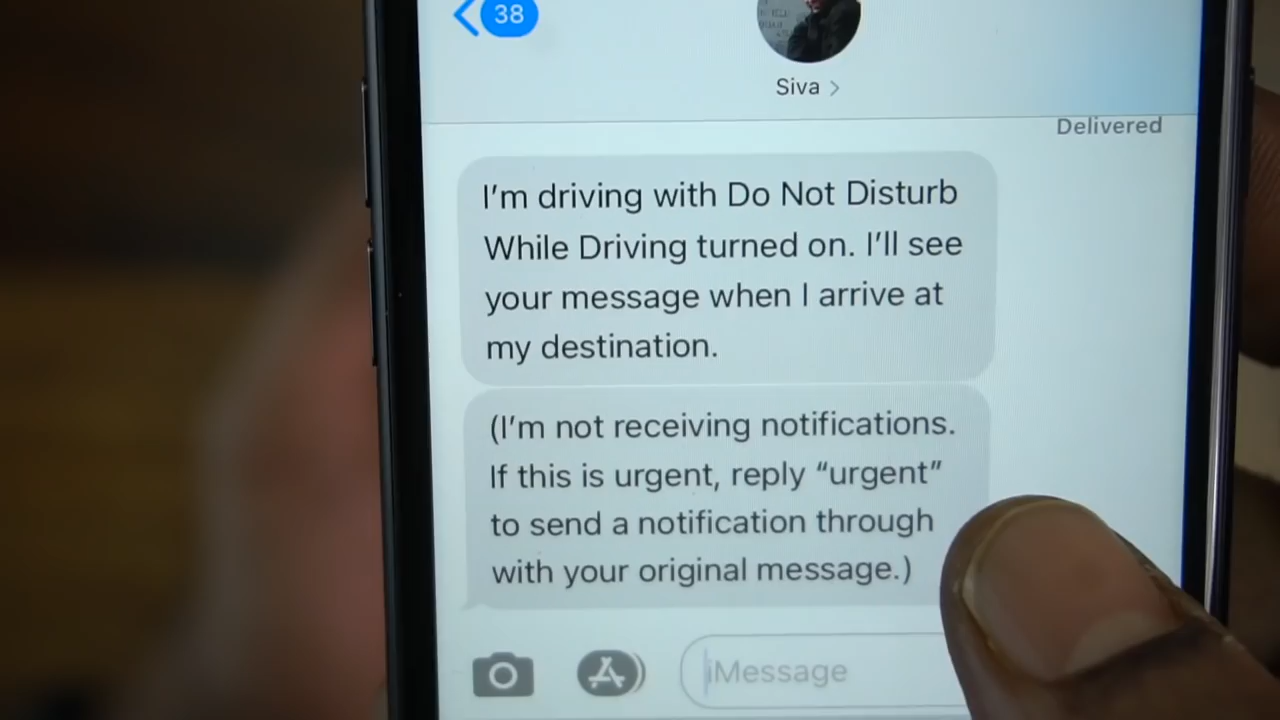 38
Siva >
Delivered
I’m driving with Do Not Disturb
While Driving turned on. I’ll see
your message when I arrive at
my destination.
(I’m not receiving notifications.
If this is urgent, reply “urgent”
to send a notification through
with your original message.)
iMessage